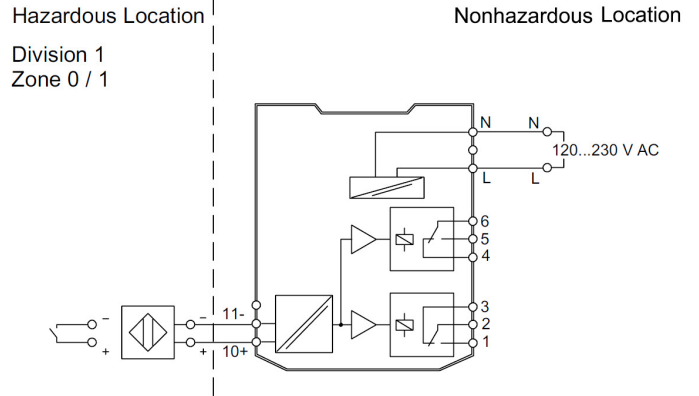 Hazardous Location
Nonhazardous Location
Division 1
Zone 0 / 1
N
N
120...230 V AC
L
L
6
5
4
3
2
1
11-
10+
−
−
+
+